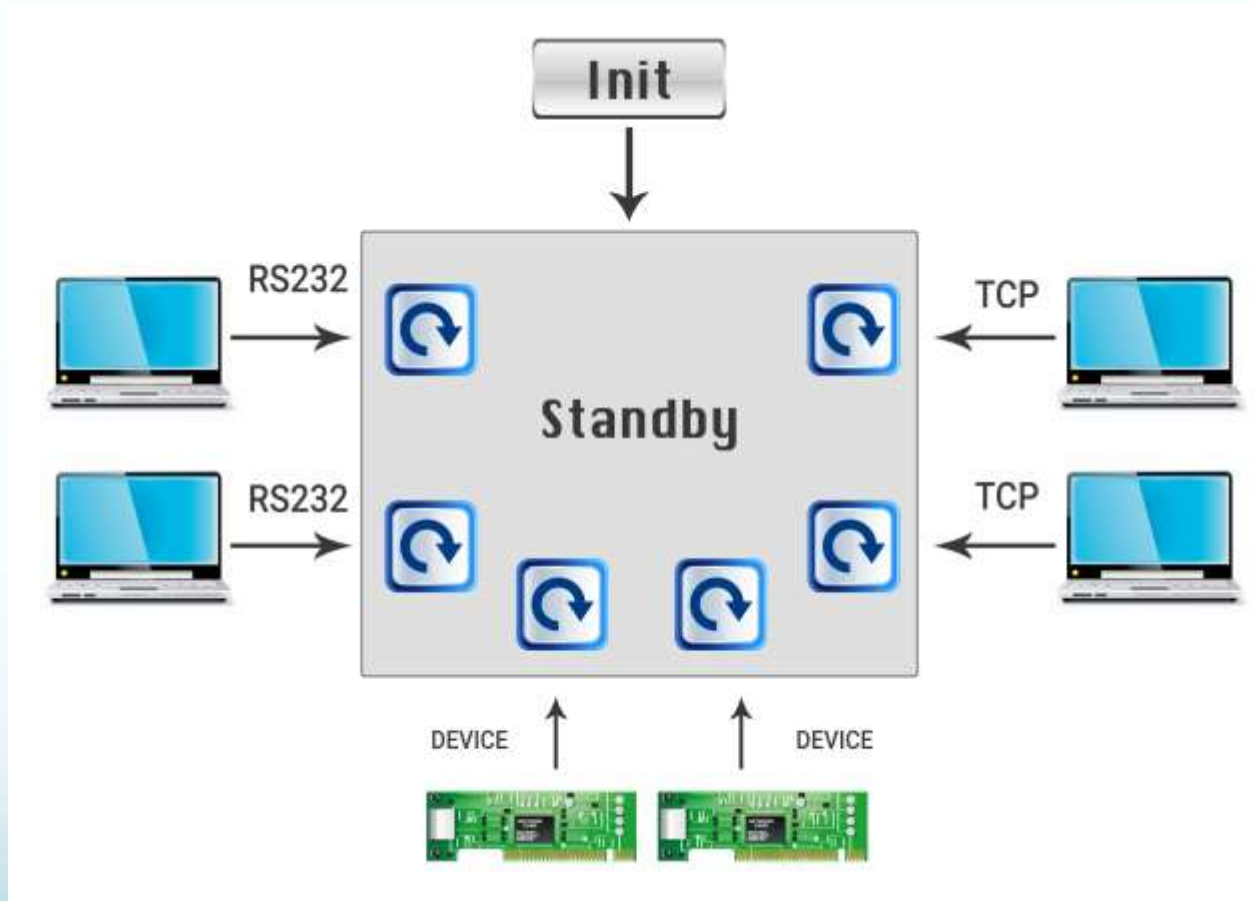 Init
RS232
TCP
Standby
RS232
TCP
DEVICE
DEVICE